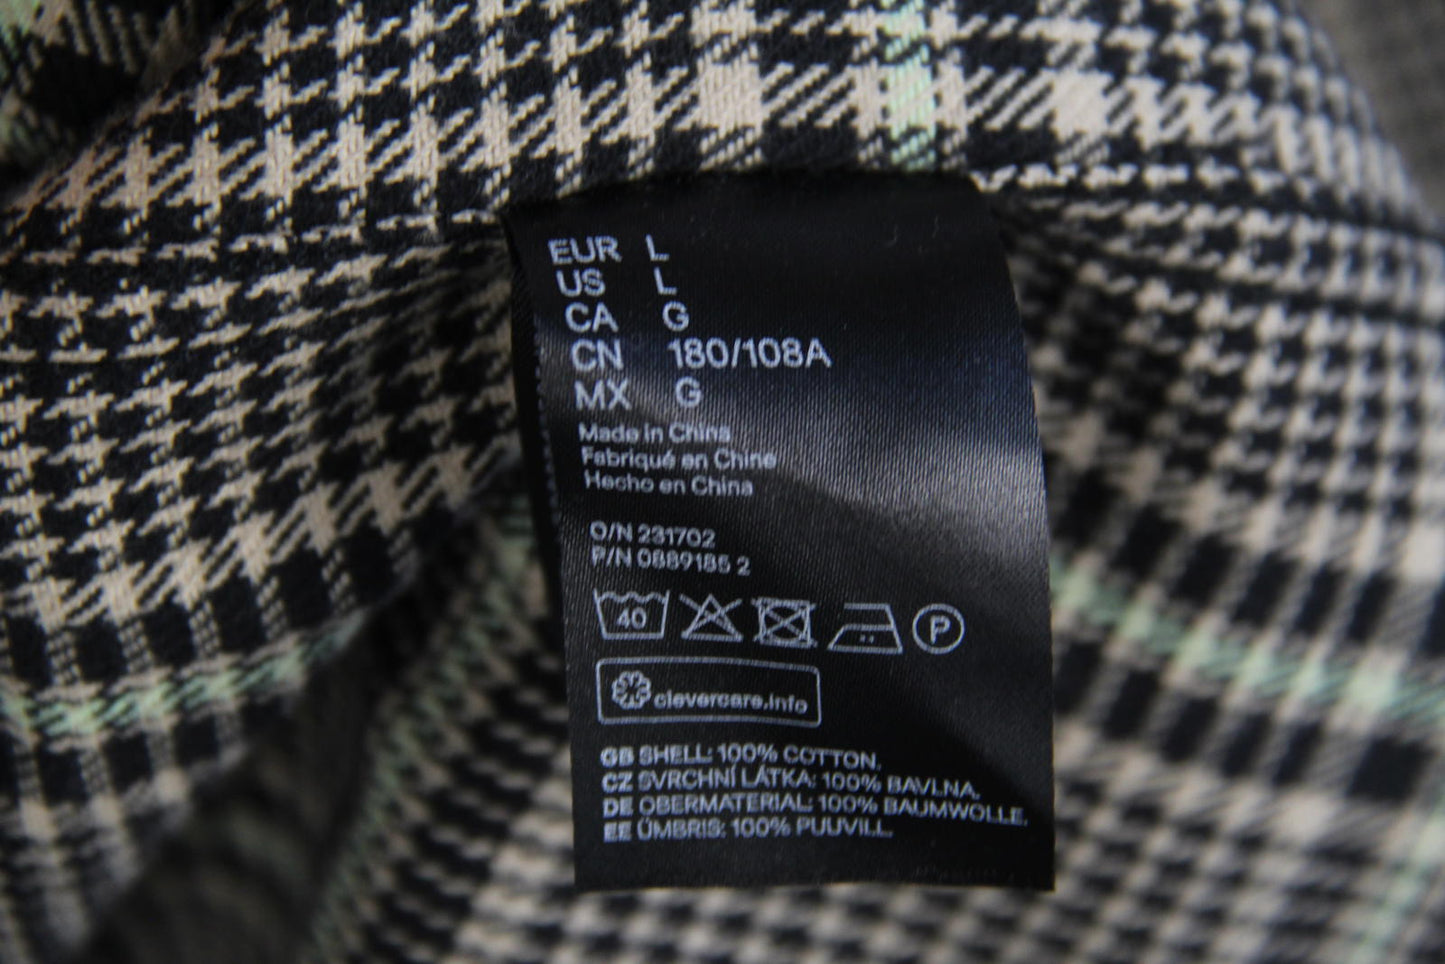 EUR L
US L
CA G
CN 180/108A
MX G
Made in China
Fabriqué en Chine
Hecho en China
O/N 231702
P/N 0889185 2
40
P
clevercare.info
GB SHELL: 100% COTTON.
CZ SVRCHNÍ LÁTKA: 100% BAVLNA.
DE OBERMATERIAL: 100% BAUMWOLLE.
EE ÜMBRIS: 100% PUUVILL.